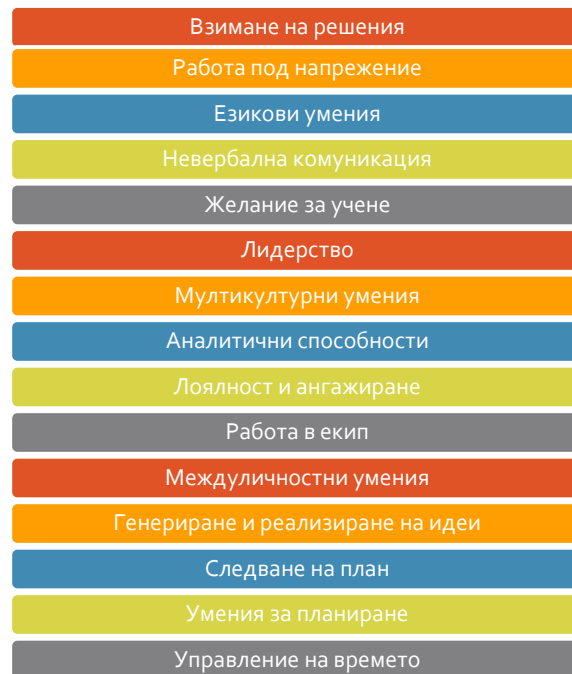 Взимане на решения
Работа под напрежение
Езикови умения
Невербална комуникация
Желание за учене
Лидерство
Мултикултурни умения
Аналитични способности
Лоялност и ангажиране
Работа в екип
Междуличностни умения
Генериране и реализиране на идеи
Следване на план
Умения за планиране
Управление на времето